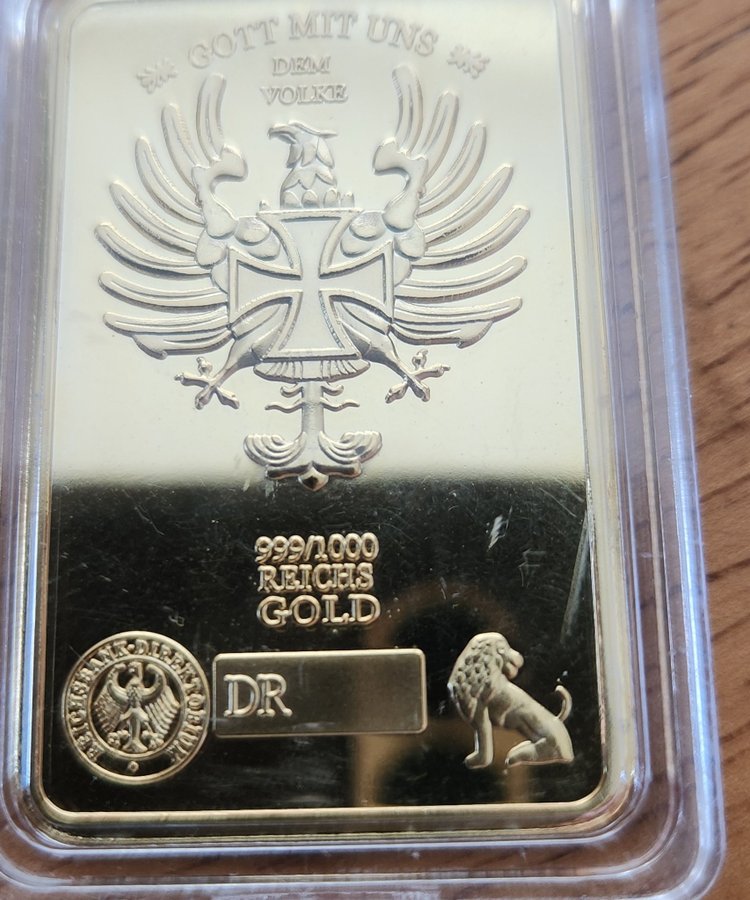 GOTT MIT UNS
DEM
VOLKE
999/1000
REICHS
GOLD
REICHSBANK·DIREKTORIUM
DR